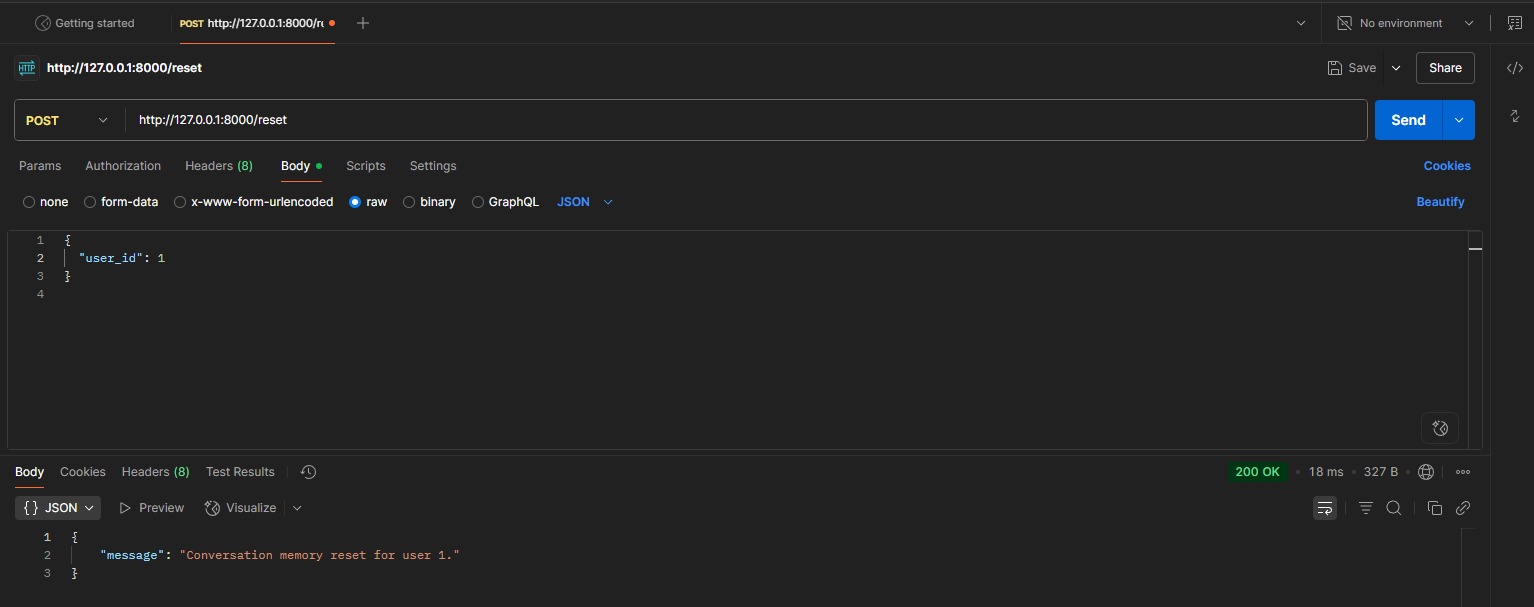 Getting started
POST http://127.0.0.1:8000/re
No environment
HTTP http://127.0.0.1:8000/reset
Save
Share
POST
http://127.0.0.1:8000/reset
Send
Params Authorization Headers (8) Body Scripts Settings
Cookies
none form-data x-www-form-urlencoded raw binary GraphQL JSON
Beautify
1 {
2 "user_id": 1
3 }
4
Body Cookies Headers (8) Test Results
200 OK • 18 ms • 327 B •
{} JSON Preview Visualize
1 {
2 "message": "Conversation memory reset for user 1."
3 }